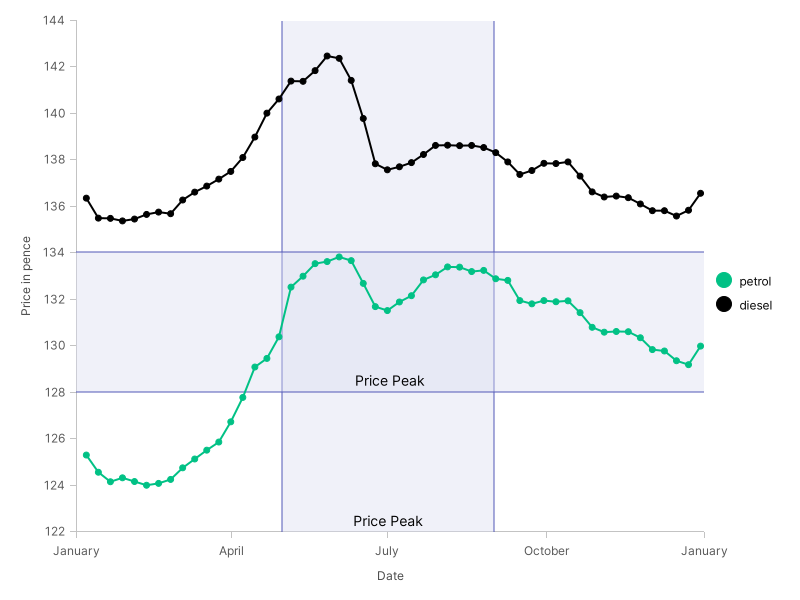 144
142
140
138
136
134
132
130
128
126
124
122
Price in pence
petrol
diesel
Price Peak
Price Peak
January
April
July
October
January
Date